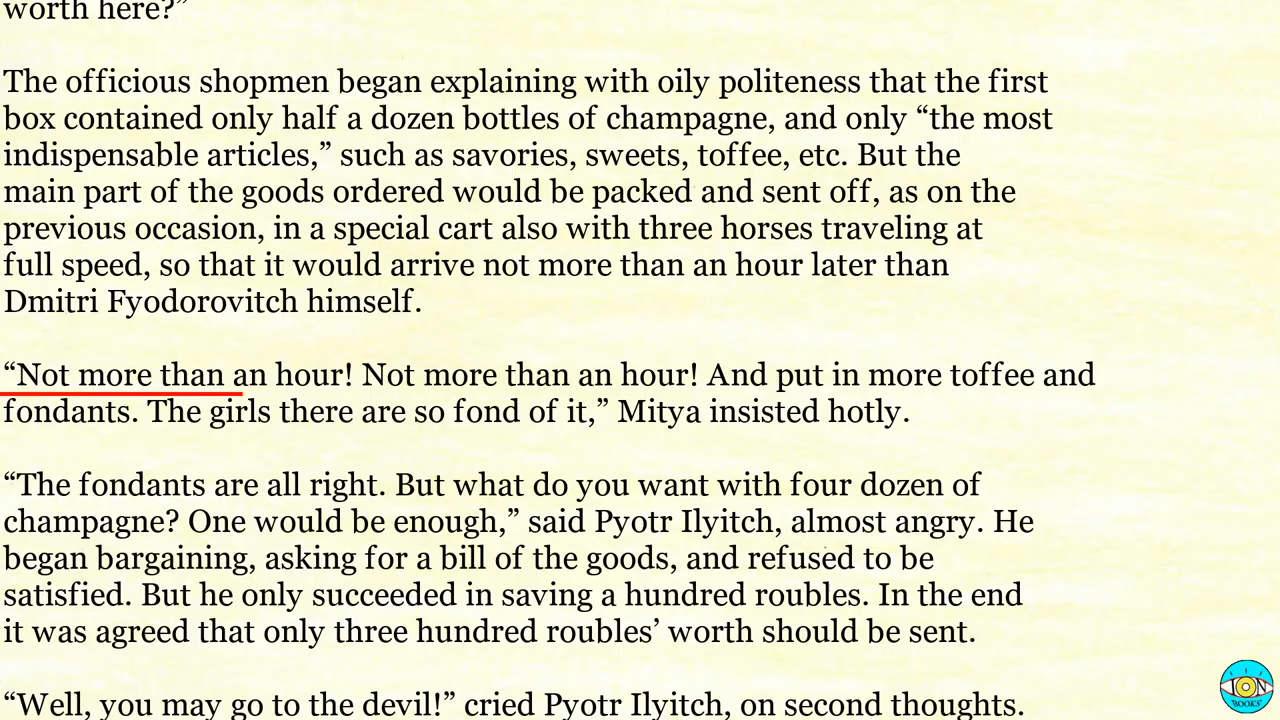 worth here?”
The officious shopmen began explaining with oily politeness that the first
box contained only half a dozen bottles of champagne, and only “the most
indispensable articles,” such as savories, sweets, toffee, etc. But the
main part of the goods ordered would be packed and sent off, as on the
previous occasion, in a special cart also with three horses traveling at
full speed, so that it would arrive not more than an hour later than
Dmitri Fyodorovitch himself.
“Not more than an hour! Not more than an hour! And put in more toffee and
fondants. The girls there are so fond of it,” Mitya insisted hotly.
“The fondants are all right. But what do you want with four dozen of
champagne? One would be enough,” said Pyotr Ilyitch, almost angry. He
began bargaining, asking for a bill of the goods, and refused to be
satisfied. But he only succeeded in saving a hundred roubles. In the end
it was agreed that only three hundred roubles’ worth should be sent.
“Well, you may go to the devil!” cried Pyotr Ilyitch, on second thoughts.
ION
BOOKS